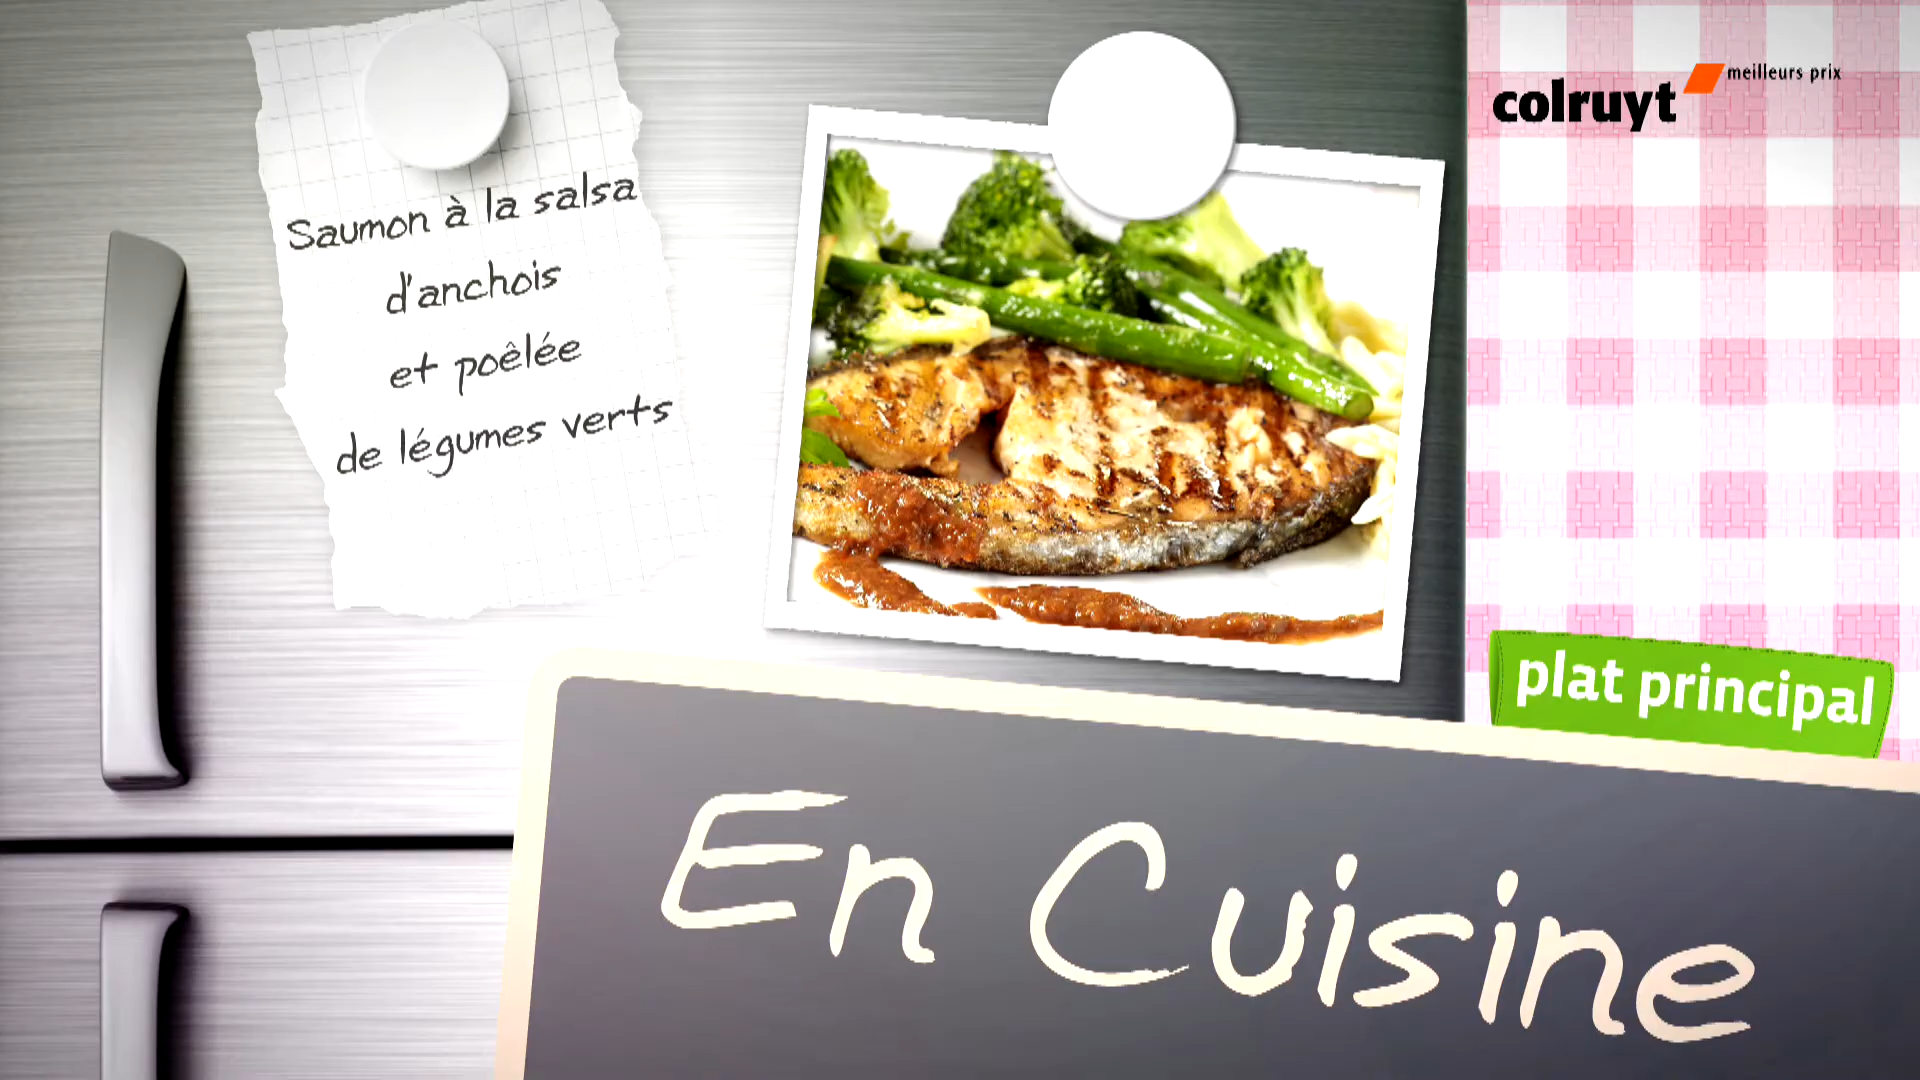 Saumon à la salsa
d'anchois
et poêlée
de légumes verts
colruyt meilleurs prix
plat principal
En Cuisine